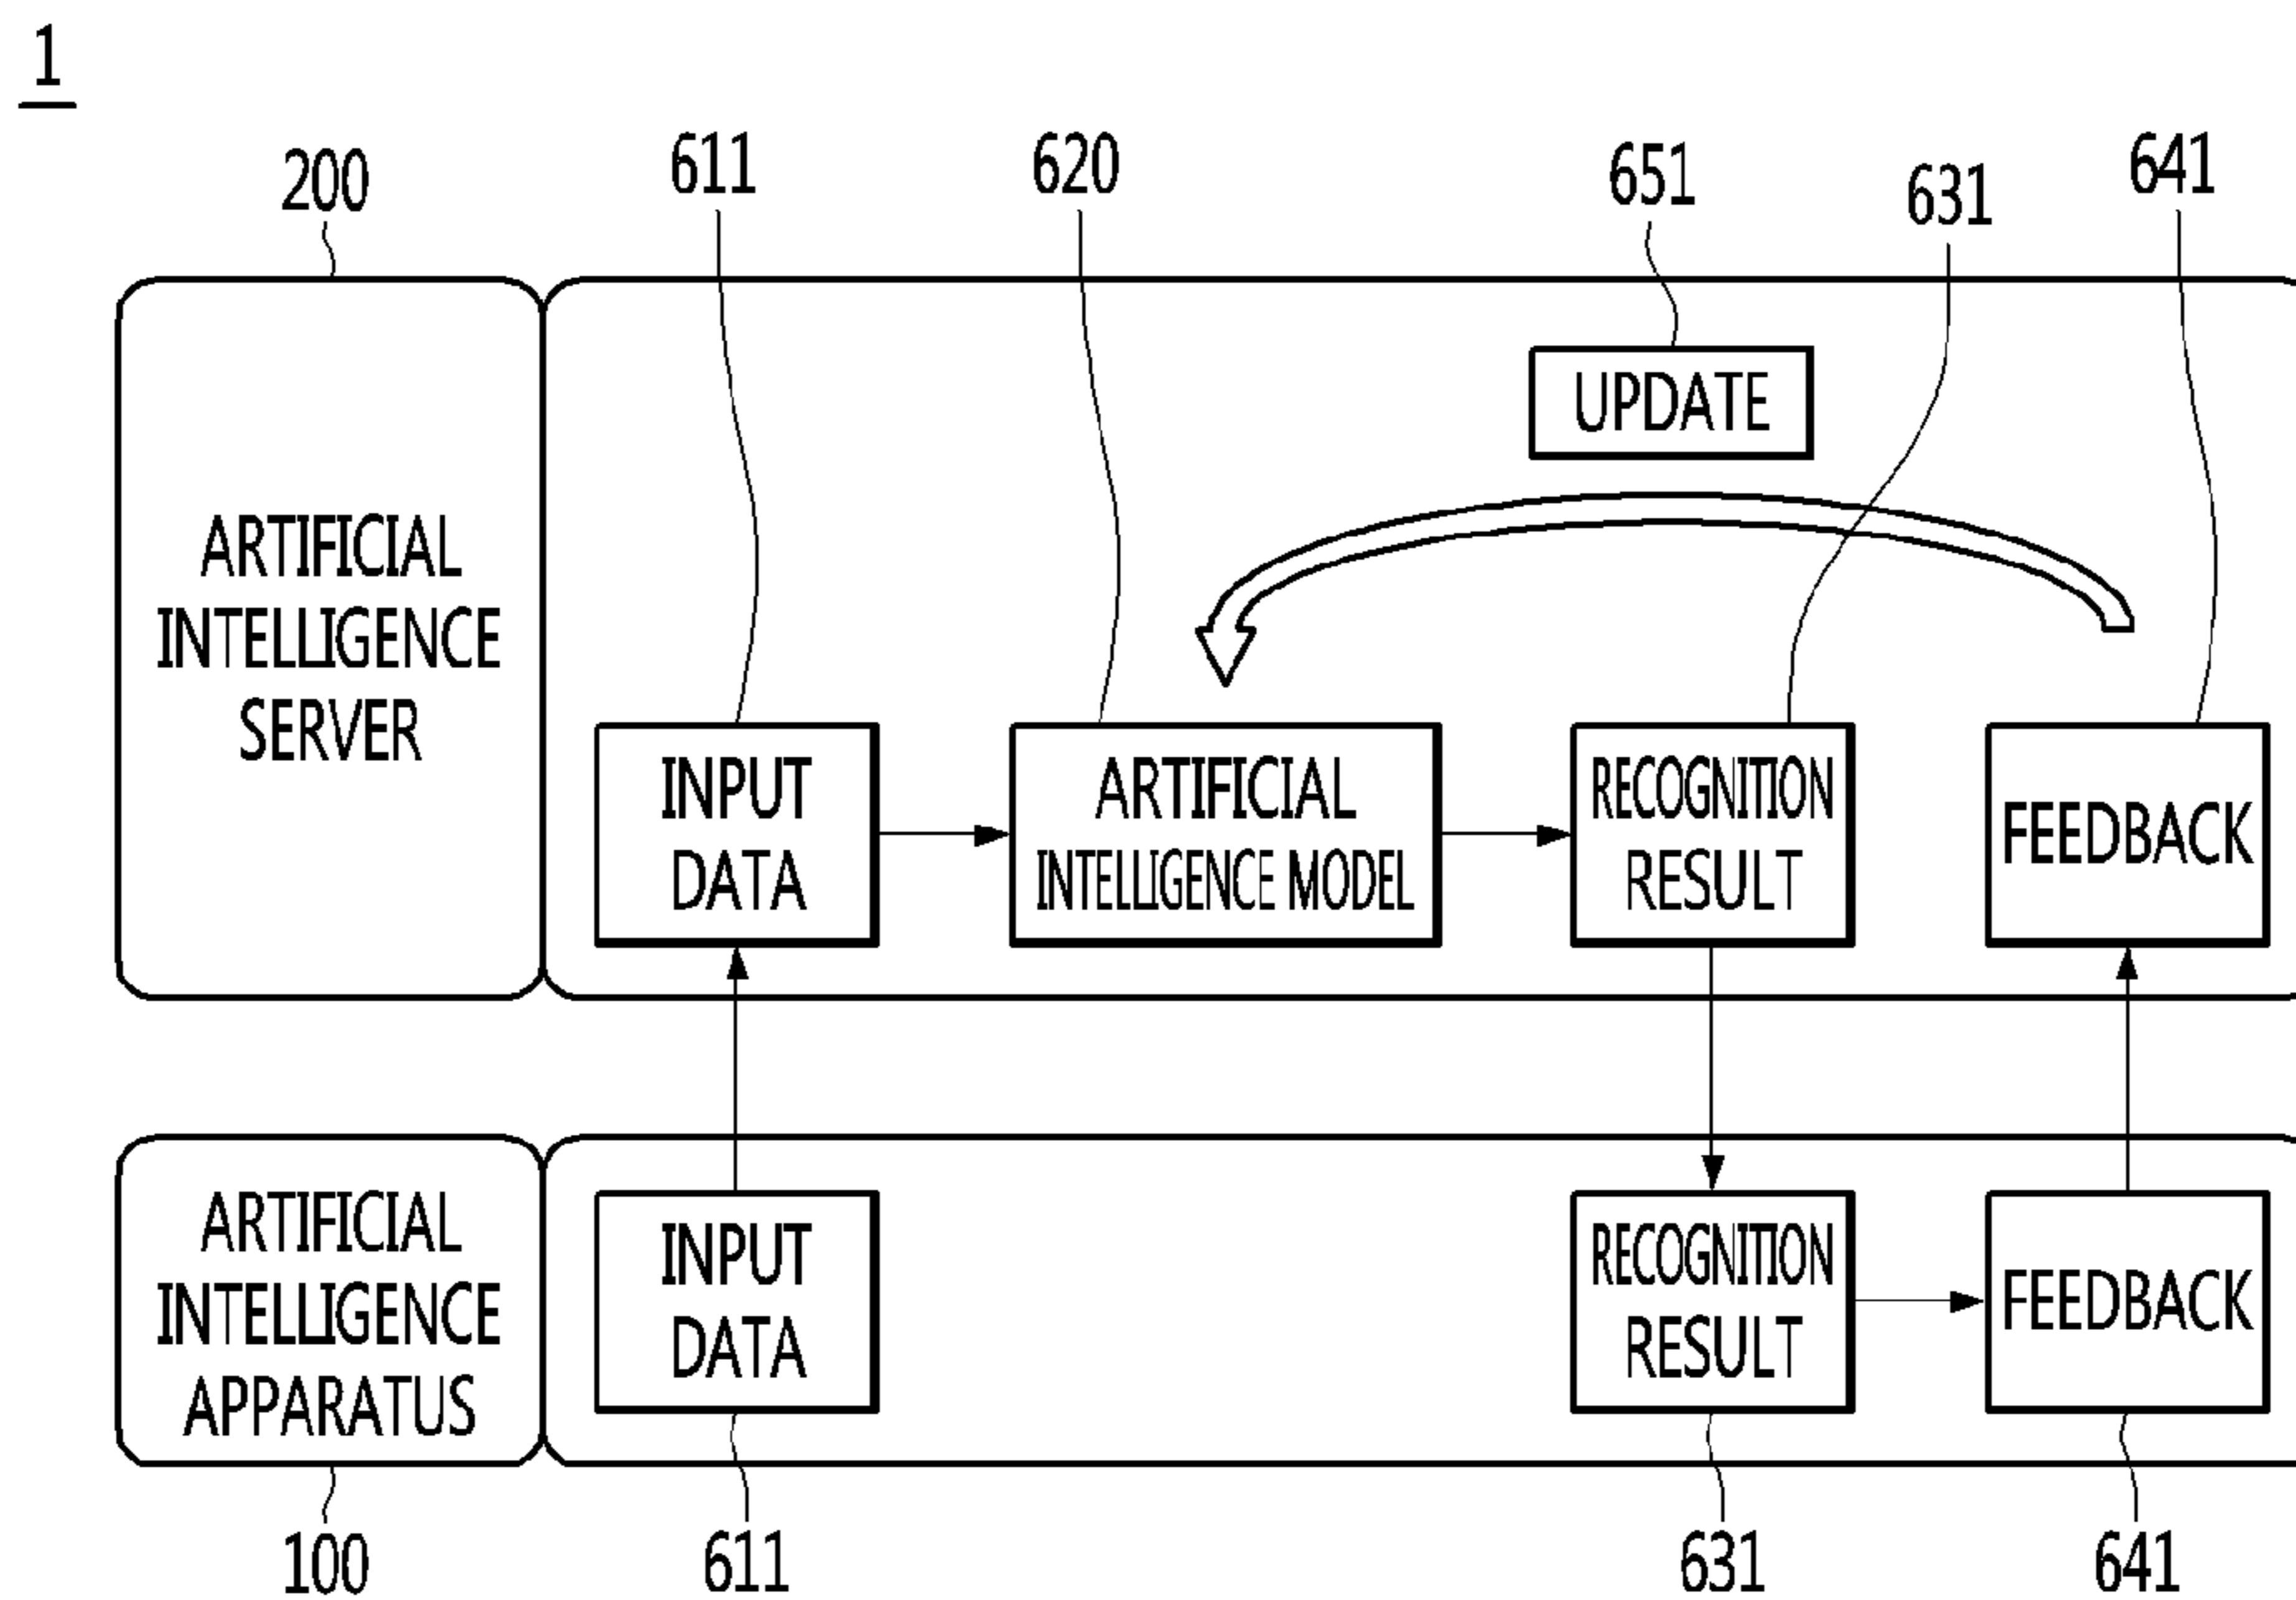 1
200
611
620
651
631
641
UPDATE
ARTIFICIAL
INTELLIGENCE
SERVER
INPUT
DATA
ARTIFICIAL
INTELLIGENCE MODEL
RECOGNITION
RESULT
FEEDBACK
ARTIFICIAL
INTELLIGENCE
APPARATUS
INPUT
DATA
RECOGNITION
RESULT
FEEDBACK
100
611
631
641